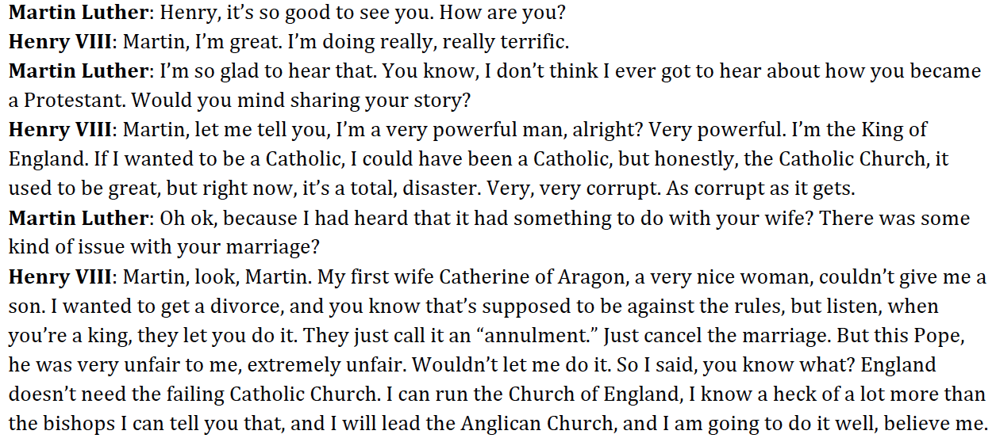 Martin Luther: Henry, it’s so good to see you. How are you?
Henry VIII: Martin, I’m great. I’m doing really, really terrific.
Martin Luther: I’m so glad to hear that. You know, I don’t think I ever got to hear about how you became
a Protestant. Would you mind sharing your story?
Henry VIII: Martin, let me tell you, I’m a very powerful man, alright? Very powerful. I’m the King of
England. If I wanted to be a Catholic, I could have been a Catholic, but honestly, the Catholic Church, it
used to be great, but right now, it’s a total, disaster. Very, very corrupt. As corrupt as it gets.
Martin Luther: Oh ok, because I had heard that it had something to do with your wife? There was some
kind of issue with your marriage?
Henry VIII: Martin, look, Martin. My first wife Catherine of Aragon, a very nice woman, couldn’t give me a
son. I wanted to get a divorce, and you know that’s supposed to be against the rules, but listen, when
you’re a king, they let you do it. They just call it an “annulment.” Just cancel the marriage. But this Pope,
he was very unfair to me, extremely unfair. Wouldn’t let me do it. So I said, you know what? England
doesn’t need the failing Catholic Church. I can run the Church of England, I know a heck of a lot more than
the bishops I can tell you that, and I will lead the Anglican Church, and I am going to do it well, believe me.